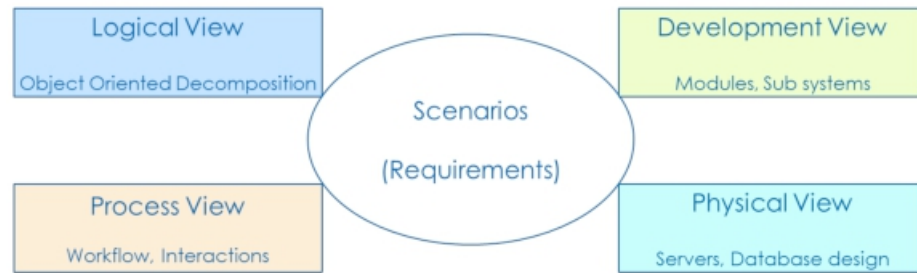 Logical View
Object Oriented Decomposition
Development View
Modules, Sub systems
Scenarios
(Requirements)
Process View
Workflow, Interactions
Physical View
Servers, Database design